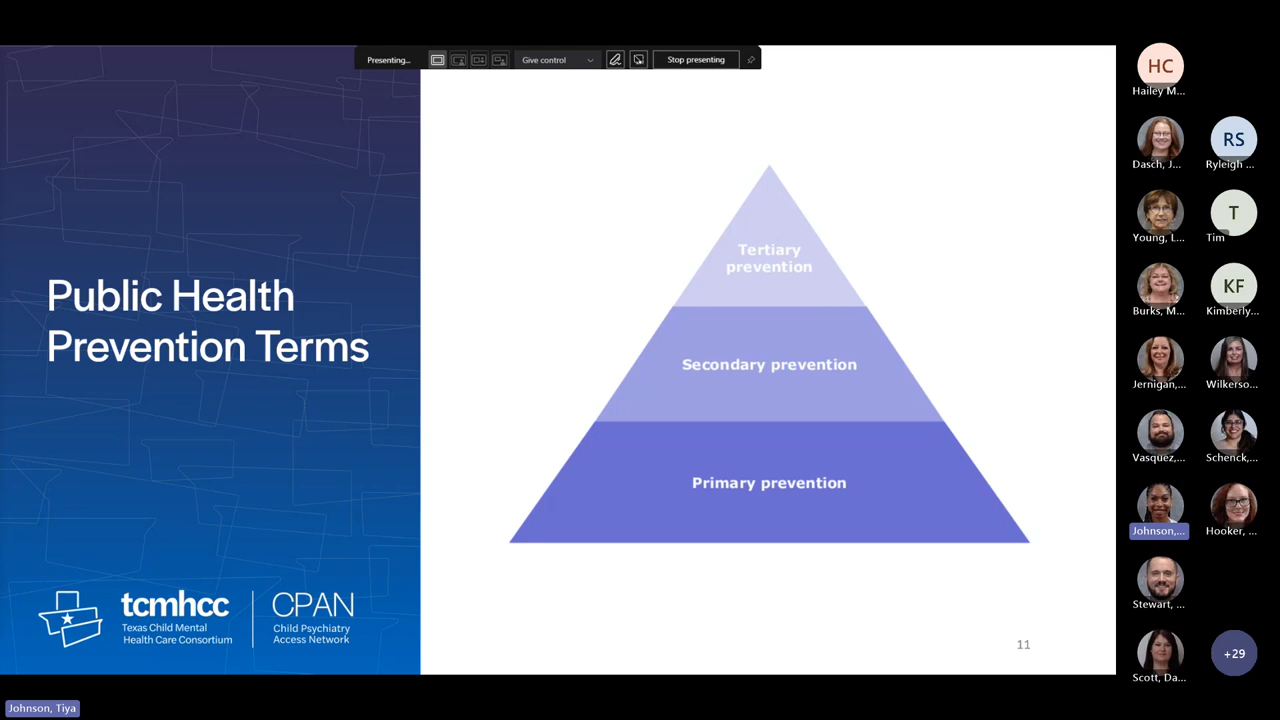 Presenting...
Give control
Stop presenting
Public Health
Prevention Terms
Tertiary
prevention
Secondary prevention
Primary prevention
tcmhcc
Texas Child Mental
Health Care Consortium
CPAN
Child Psychiatry
Access Network
11
HC
Hailey M...
Dasch, J...
RS
Ryleigh ...
Young, L...
T
Tim
Burks, M...
KF
Kimberly...
Jernigan,...
Wilkerso...
Vasquez,...
Schenck,...
Johnson,...
Hooker, ...
Stewart, ...
Scott, Da...
+29
Johnson, Tiya